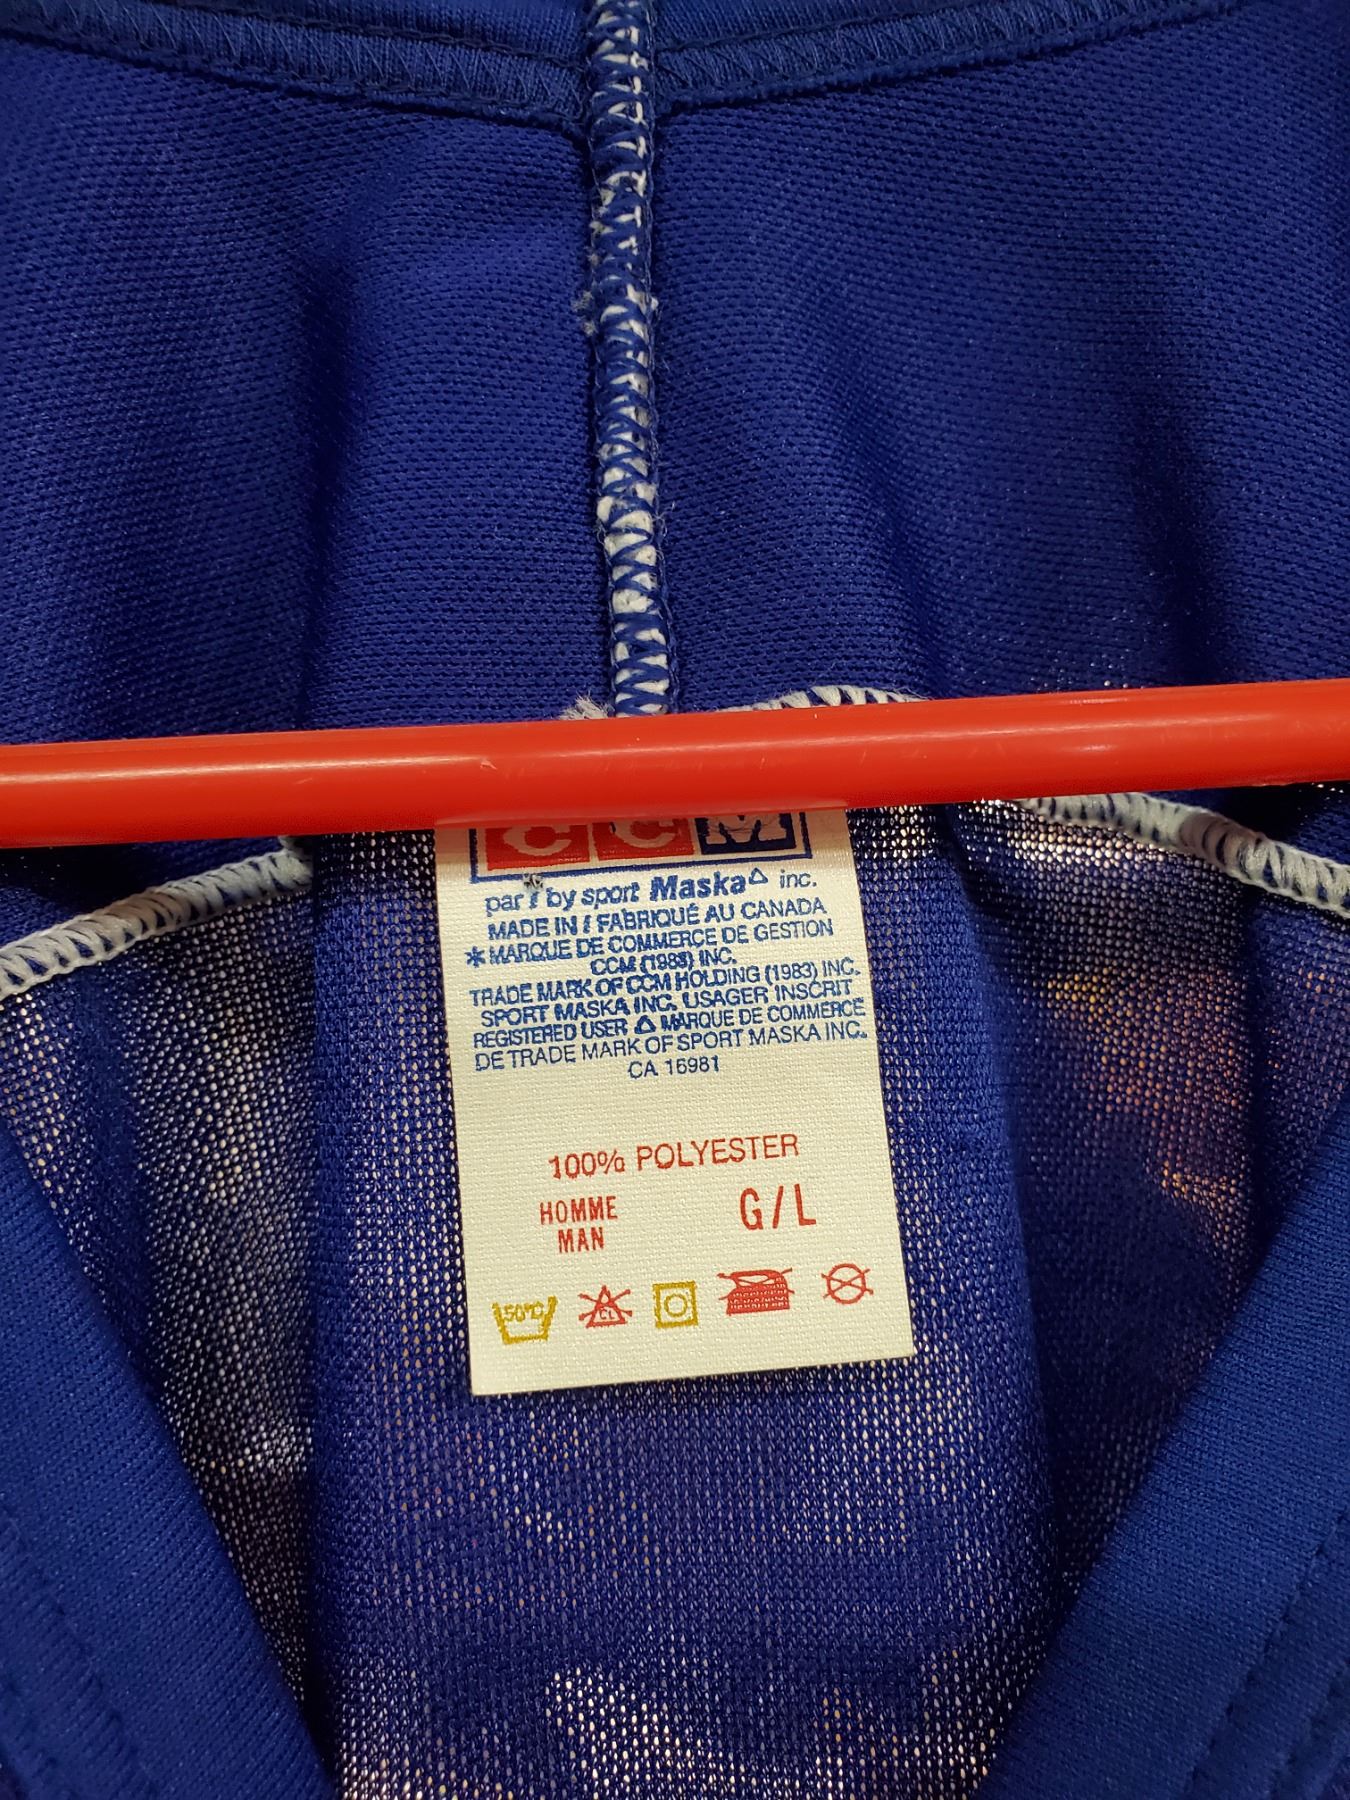 CCM
par / by sport Maska△ inc.
MADE IN / FABRIQUÉ AU CANADA
*MARQUE DE COMMERCE DE GESTION
CCM (1983) INC.
TRADE MARK OF CCM HOLDING (1983) INC.
SPORT MASKA INC. USAGER INSCRIT
REGISTERED USER △ MARQUE DE COMMERCE
DE TRADE MARK OF SPORT MASKA INC.
CA 16981
100% POLYESTER
HOMME G/L
MAN
50°C CL